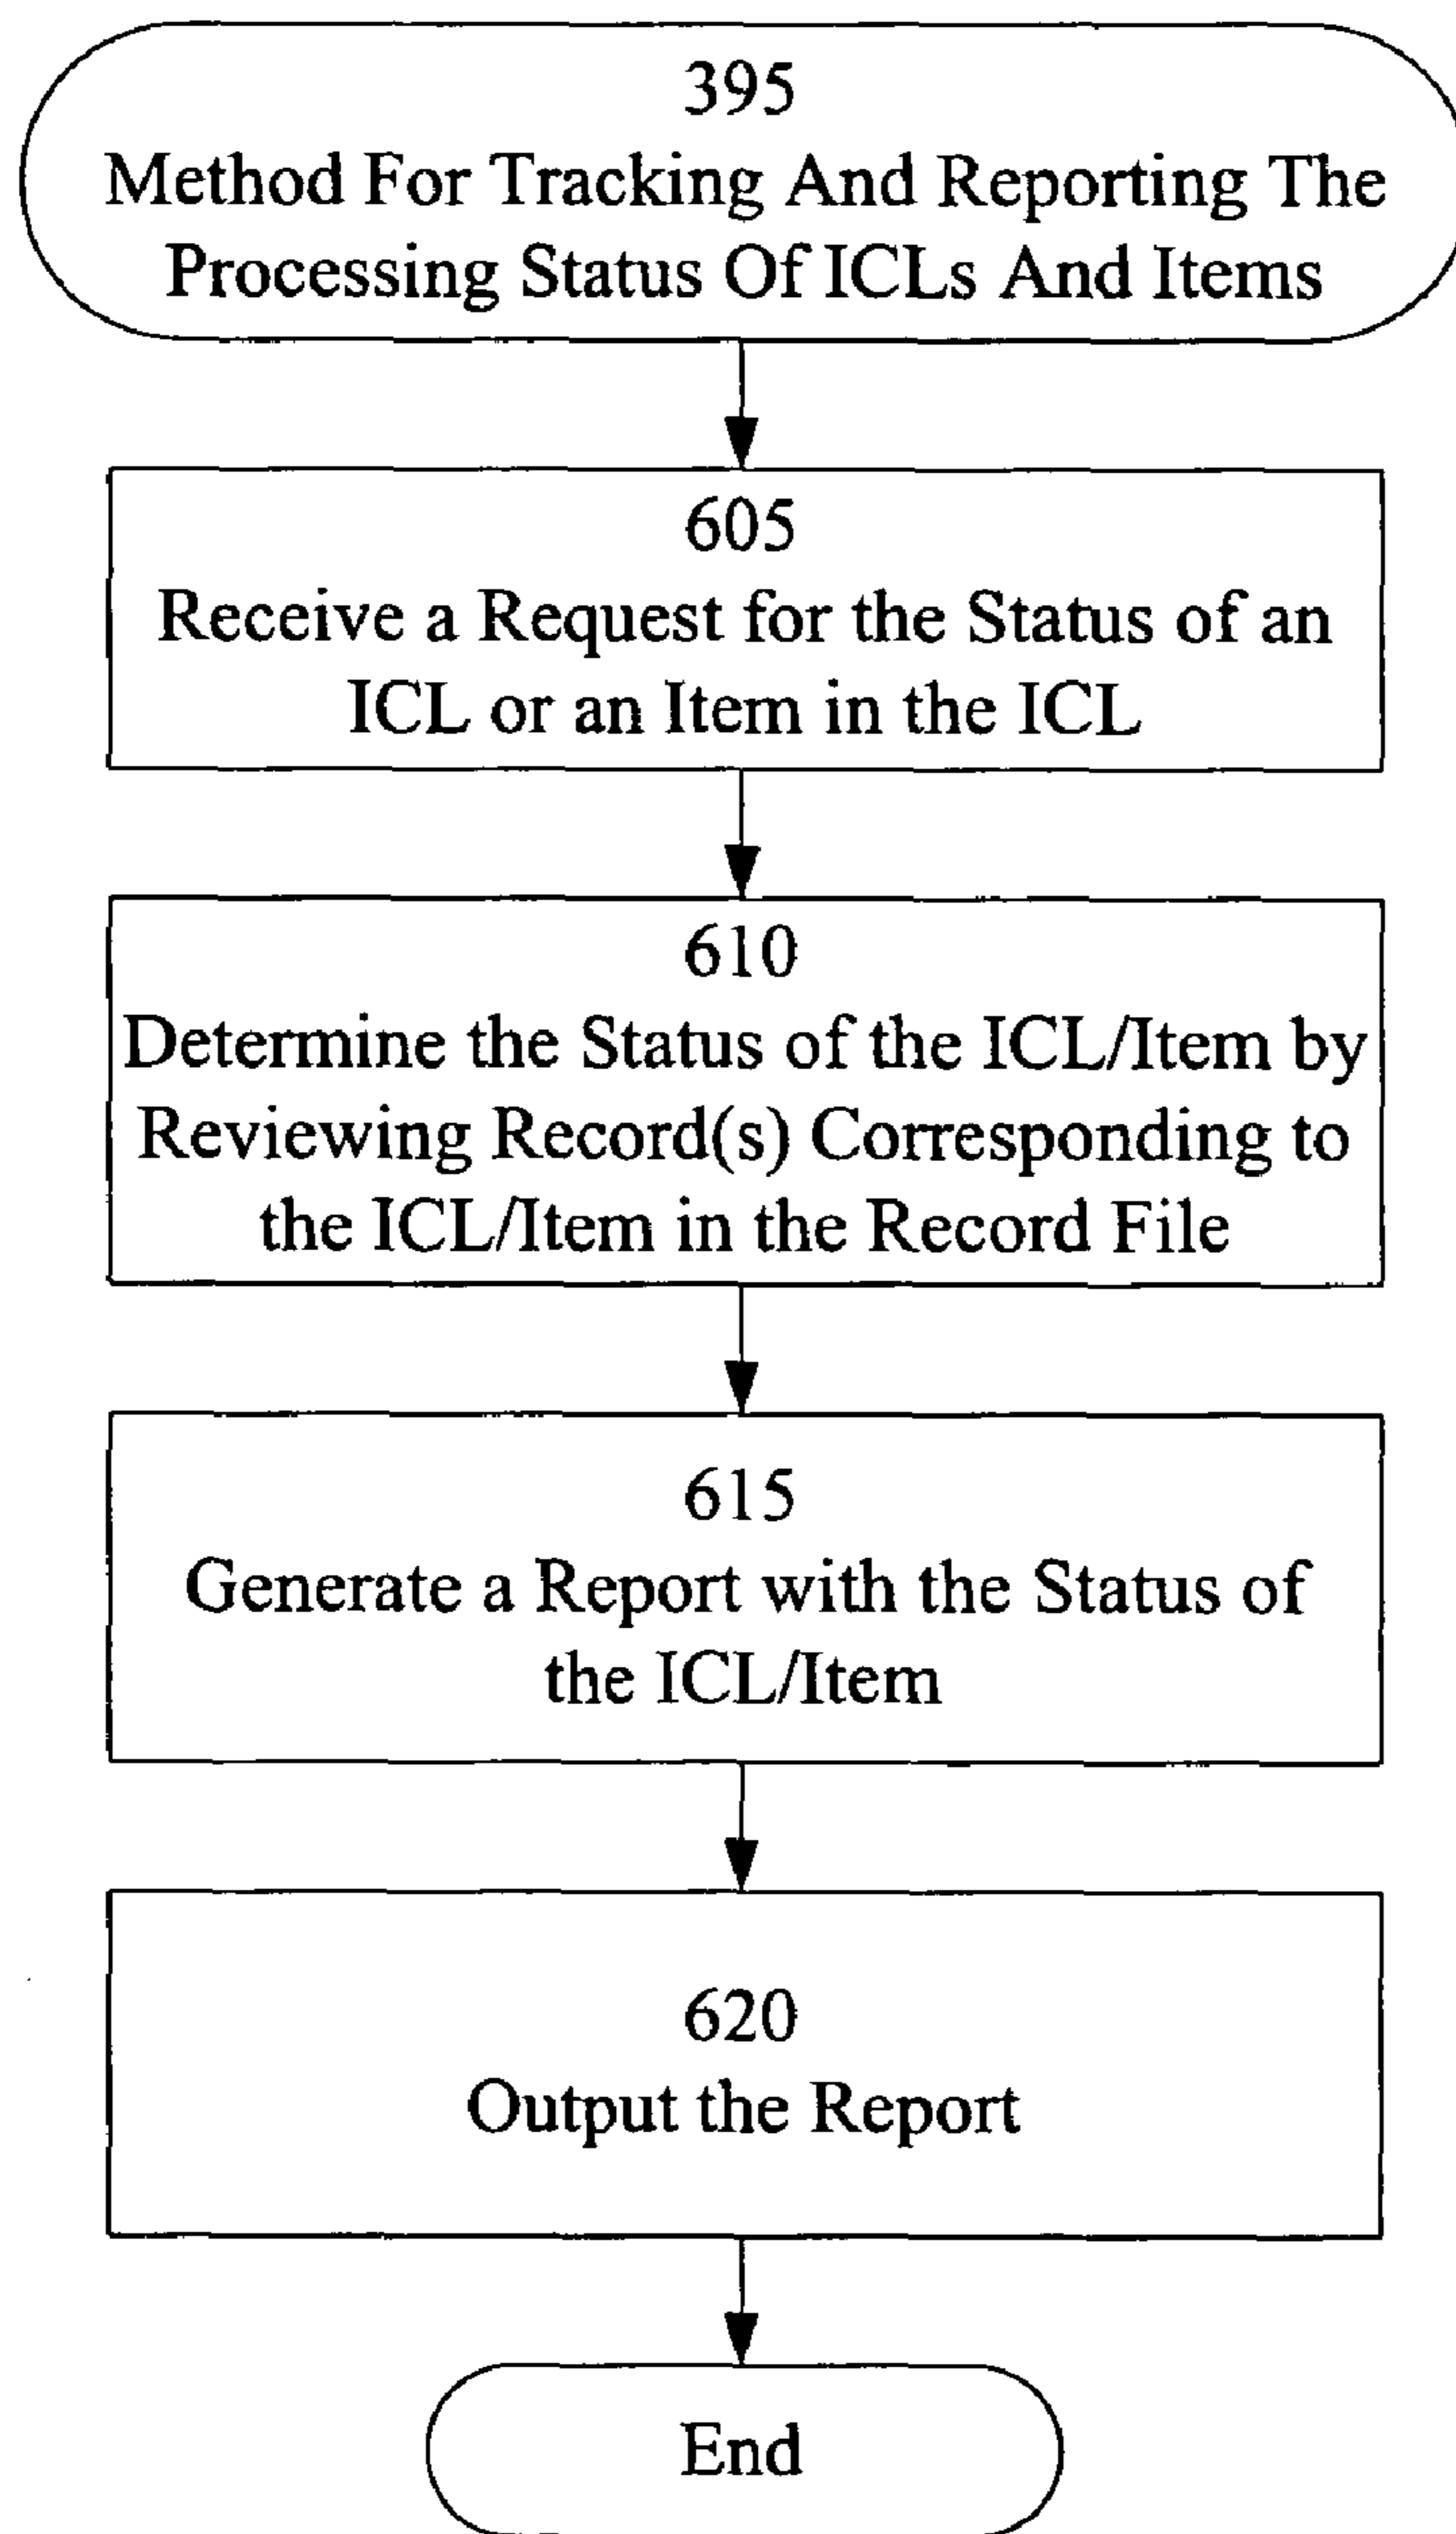 395
Method For Tracking And Reporting The
Processing Status Of ICLs And Items
605
Receive a Request for the Status of an
ICL or an Item in the ICL
610
Determine the Status of the ICL/Item by
Reviewing Record(s) Corresponding to
the ICL/Item in the Record File
615
Generate a Report with the Status of
the ICL/Item
620
Output the Report
End